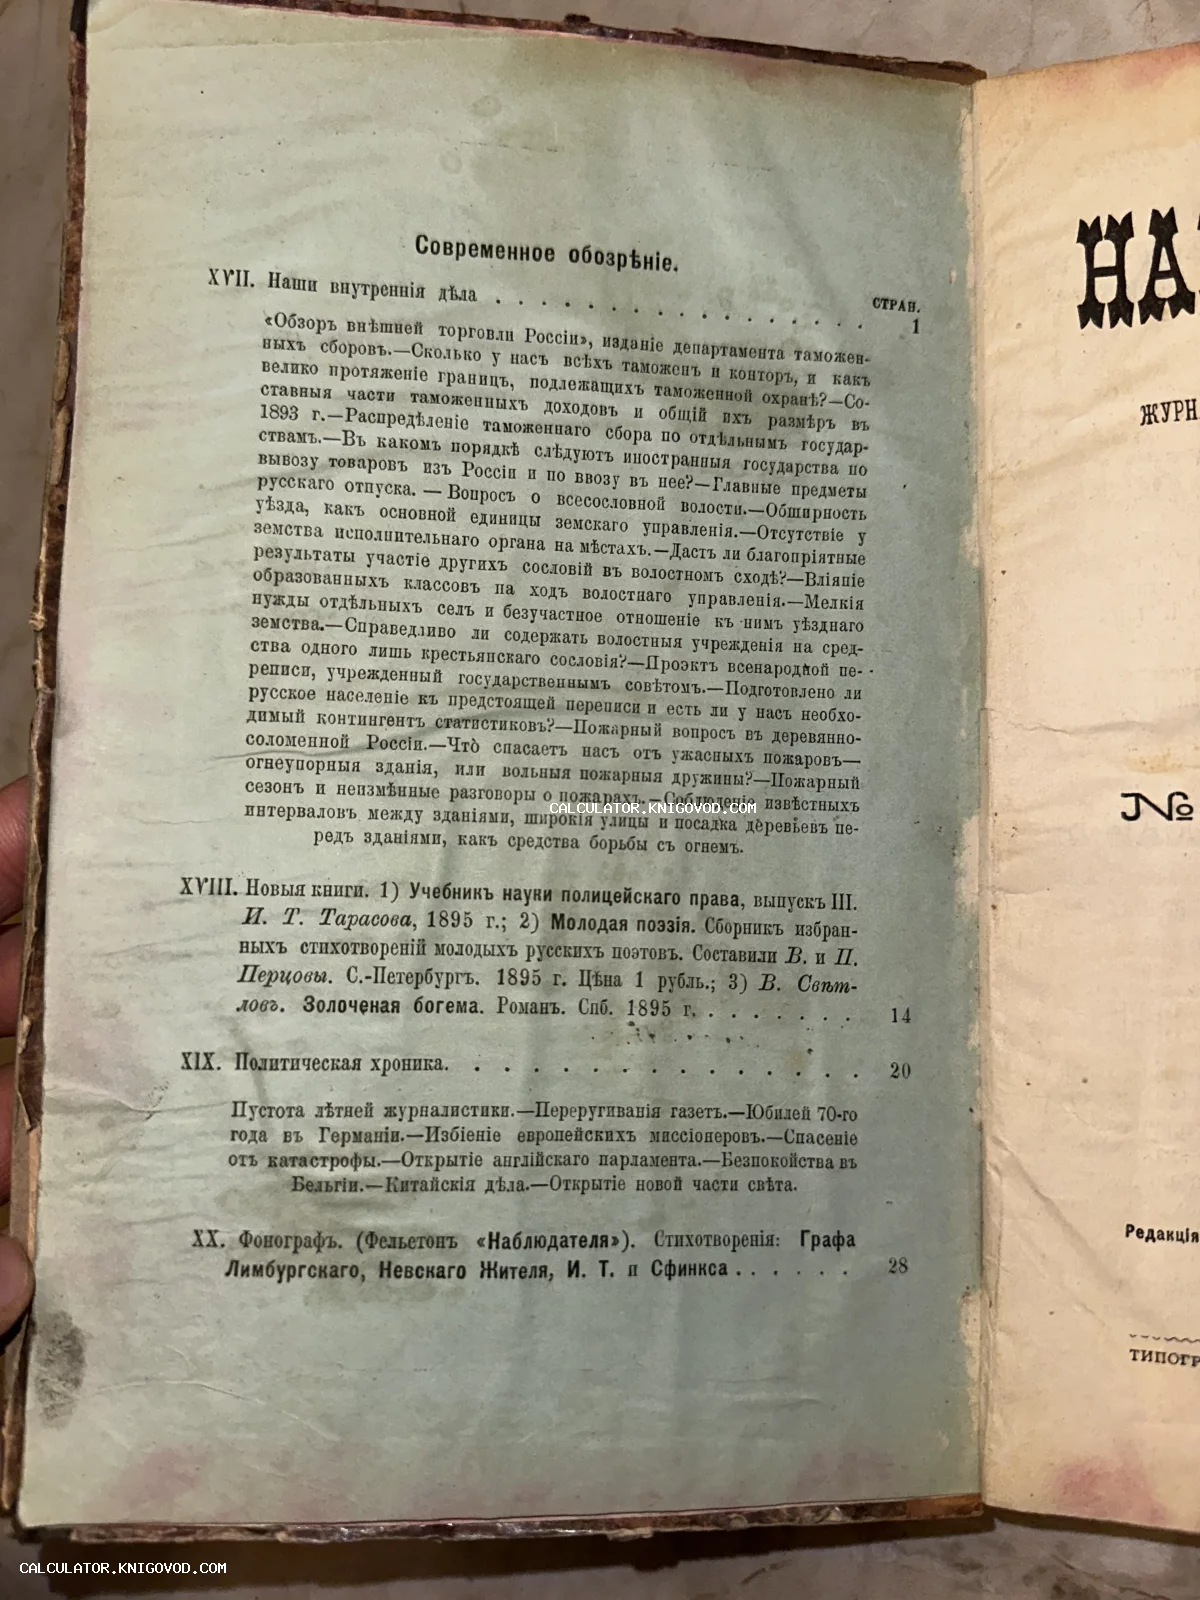 Современное обозрѣніе.
СТРАН.
XVII. Наши внутреннія дѣла . . . . . . . . . . . . . . . 1
«Обзоръ внѣшней торговли Россіи», изданіе департамента таможен-
ныхъ сборовъ.—Сколько у насъ всѣхъ таможенъ и конторъ, и какъ
велико протяженіе границъ, подлежащихъ таможенной охранѣ?—Со-
ставныя части таможенныхъ доходовъ и общій ихъ размѣръ въ
1893 г.—Распредѣленіе таможеннаго сбора по отдѣльнымъ государ-
ствамъ.—Въ какомъ порядкѣ слѣдуютъ иностранныя государства по
вывозу товаровъ изъ Россіи и по ввозу въ нее?—Главные предметы
русскаго отпуска. — Вопросъ о всесословной волости.—Обширность
уѣзда, какъ основной единицы земскаго управленія.—Отсутствіе у
земства исполнительнаго органа на мѣстахъ.—Дастъ ли благопріятные
результаты участіе другихъ сословій въ волостномъ сходѣ?—Вліяніе
образованныхъ классовъ на ходъ волостнаго управленія.—Мелкія
нужды отдѣльныхъ селъ и безучастное отношеніе къ нимъ уѣзднаго
земства.—Справедливо ли содержать волостныя учрежденія на сред-
ства одного лишь крестьянскаго сословія?—Проэктъ всенародной пе-
реписи, учрежденный государственнымъ совѣтомъ.—Подготовлено ли
русское населеніе къ предстоящей переписи и есть ли у насъ необхо-
димый контингентъ статистиковъ?—Пожарный вопросъ въ деревянно-
соломенной Россіи.—Что̀ спасаетъ насъ отъ ужасныхъ пожаровъ—
огнеупорныя зданія, или вольныя пожарныя дружины?—Пожарный
сезонъ и неизмѣнные разговоры о пожарахъ.—Соблюденіе извѣстныхъ
интерваловъ между зданіями, широкія улицы и посадка деревьевъ пе-
редъ зданіями, какъ средства борьбы съ огнемъ.
CALCULATOR.KNIGOVOD.COM
XVIII. Новыя книги. 1) Учебникъ науки полицейскаго права, выпускъ III.
И. Т. Тарасова, 1895 г.; 2) Молодая поэзія. Сборникъ избран-
ныхъ стихотвореній молодыхъ русскихъ поэтовъ. Составили В. и П.
Перцовы. С.-Петербургъ. 1895 г. Цѣна 1 рубль.; 3) В. Свѣт-
ловъ. Золоченая богема. Романъ. Спб. 1895 г. . . . . . . . 14
XIX. Политическая хроника. . . . . . . . . . . . . . . 20
Пустота лѣтней журналистики.—Переругиванія газетъ.—Юбилей 70-го
года въ Германіи.—Избіеніе европейскихъ миссіонеровъ.—Спасеніе
отъ катастрофы.—Открытіе англійскаго парламента.—Безпокойства въ
Бельгіи.—Китайскія дѣла.—Открытіе новой части свѣта.
XX. Фонографъ. (Фельетонъ «Наблюдателя»). Стихотворенія: Графа
Лимбургскаго, Невскаго Жителя, И. Т. и Сфинкса . . . . . . 28
ЖУРН
№
Редакція
ТИПОГР
CALCULATOR.KNIGOVOD.COM